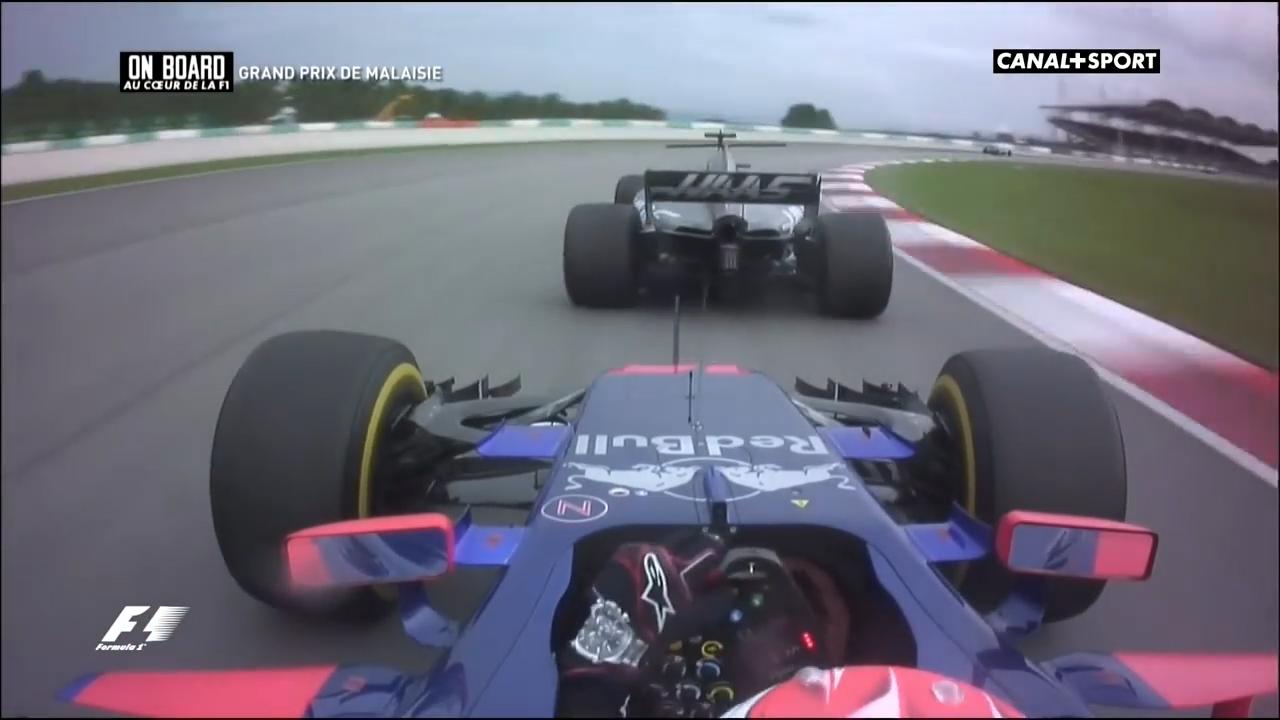 ON BOARD
AU CŒUR DE LA F1
GRAND PRIX DE MALAISIE
CANAL+SPORT
HAAS
Red Bull
F1
Formula 1